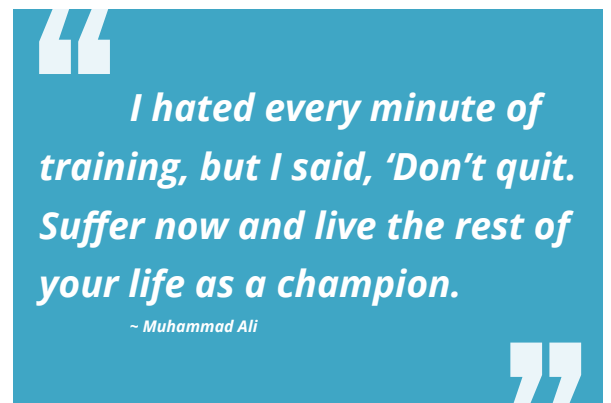 I hated every minute of
training, but I said, ‘Don’t quit.
Suffer now and live the rest of
your life as a champion.
~ Muhammad Ali